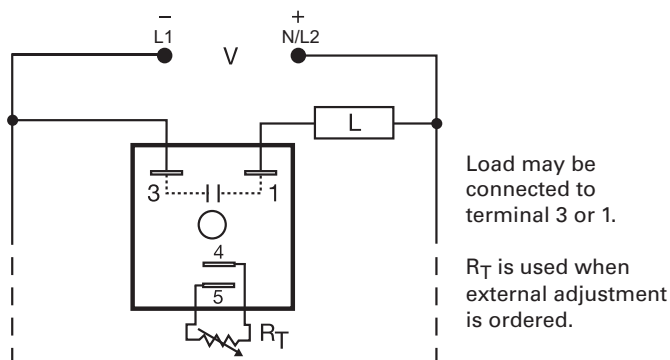 − +
L1 V N/L2
L
3 1
4
5
RT
Load may be
connected to
terminal 3 or 1.
RT is used when
external adjustment
is ordered.